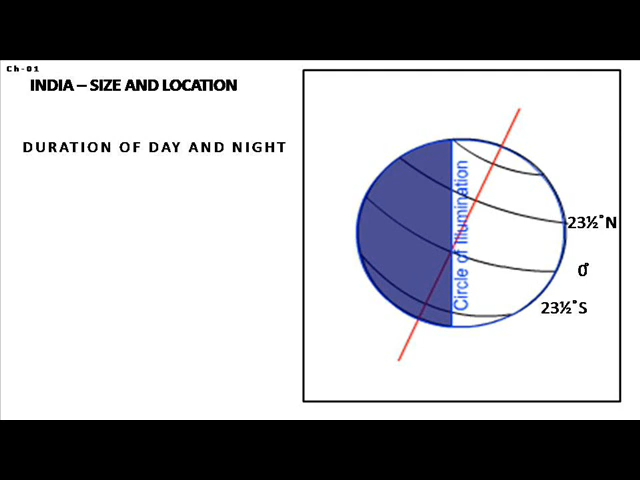 Ch-01
INDIA – SIZE AND LOCATION
DURATION OF DAY AND NIGHT
Circle of Illumination
23½°N
0°
23½°S